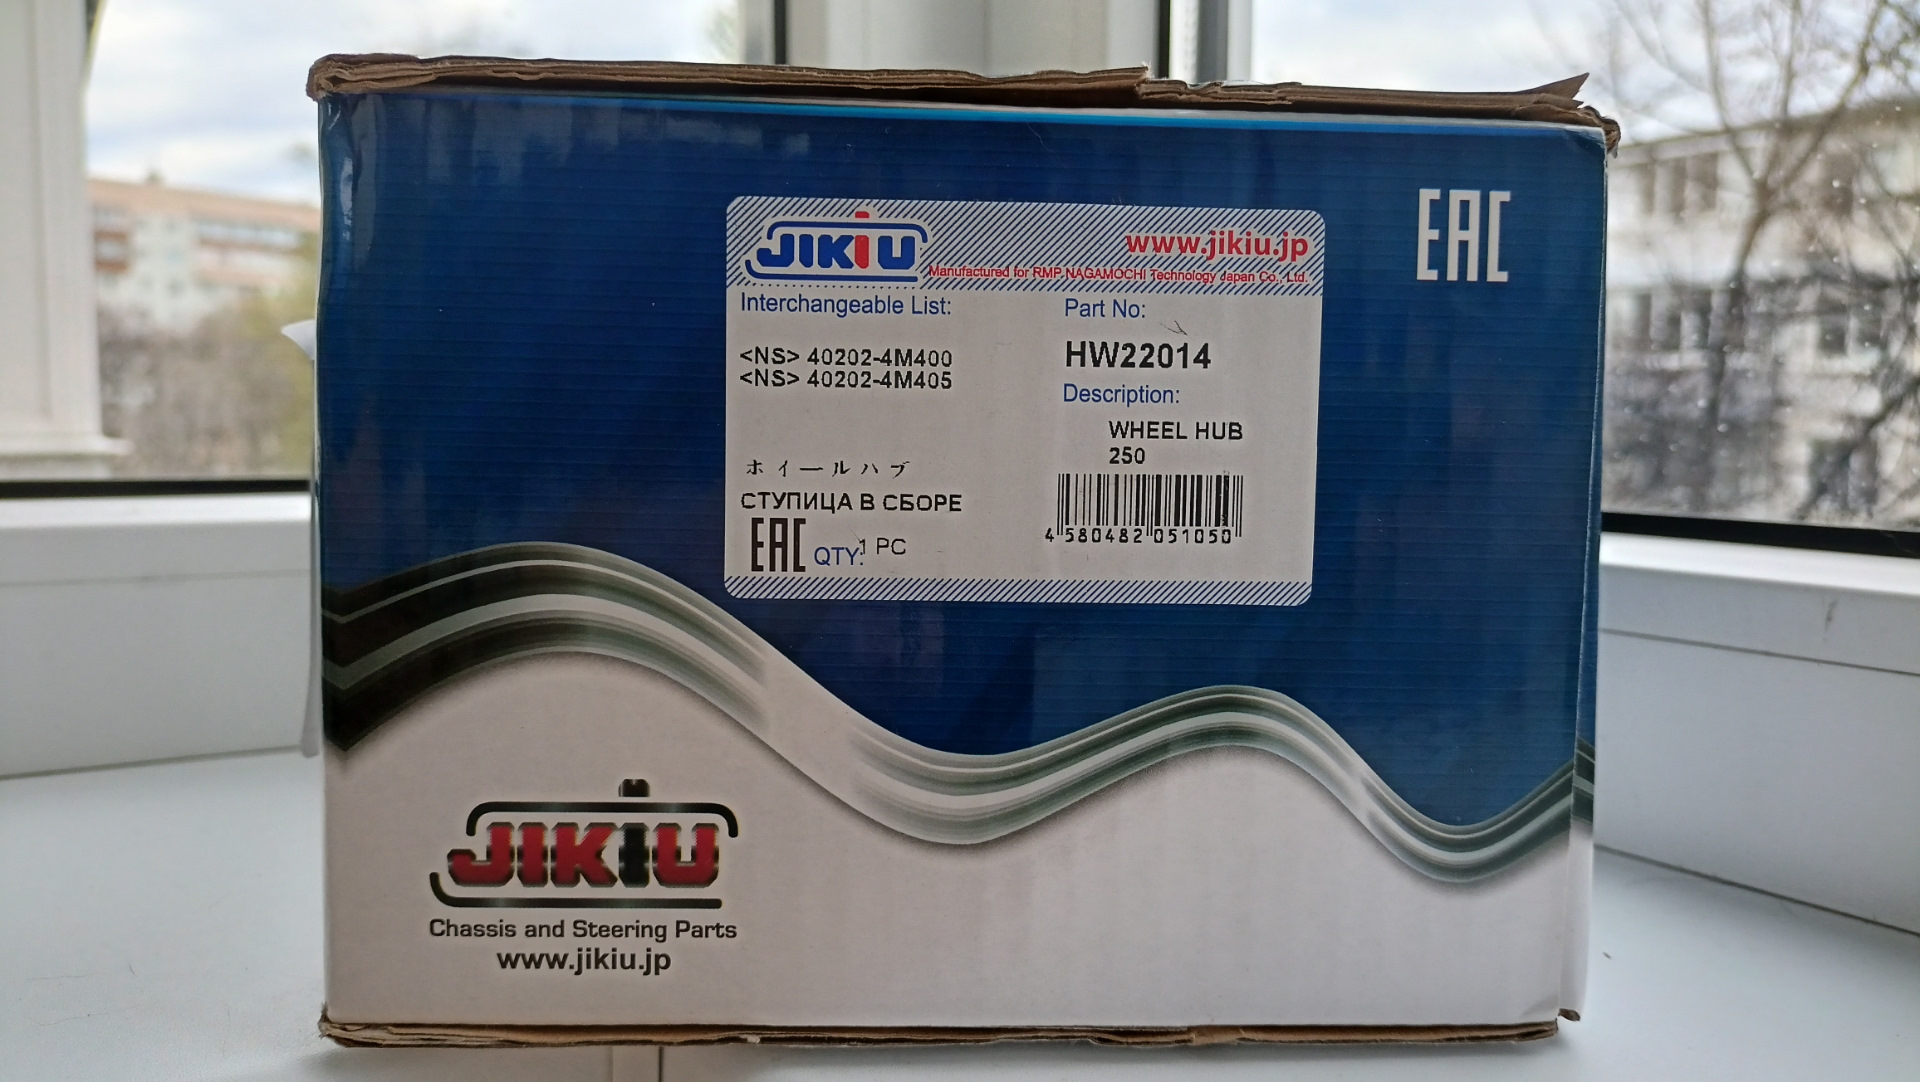 EAC
JIKIU
www.jikiu.jp
Manufactured for RMP NAGAMOCHI Technology Japan Co., Ltd.
Interchangeable List:
<NS> 40202-4M400
<NS> 40202-4M405
ホイールハブ
СТУПИЦА В СБОРЕ
EAC QTY: 1 PC
Part No:
HW22014
Description:
WHEEL HUB
250
4 580482 051050
JIKIU
Chassis and Steering Parts
www.jikiu.jp